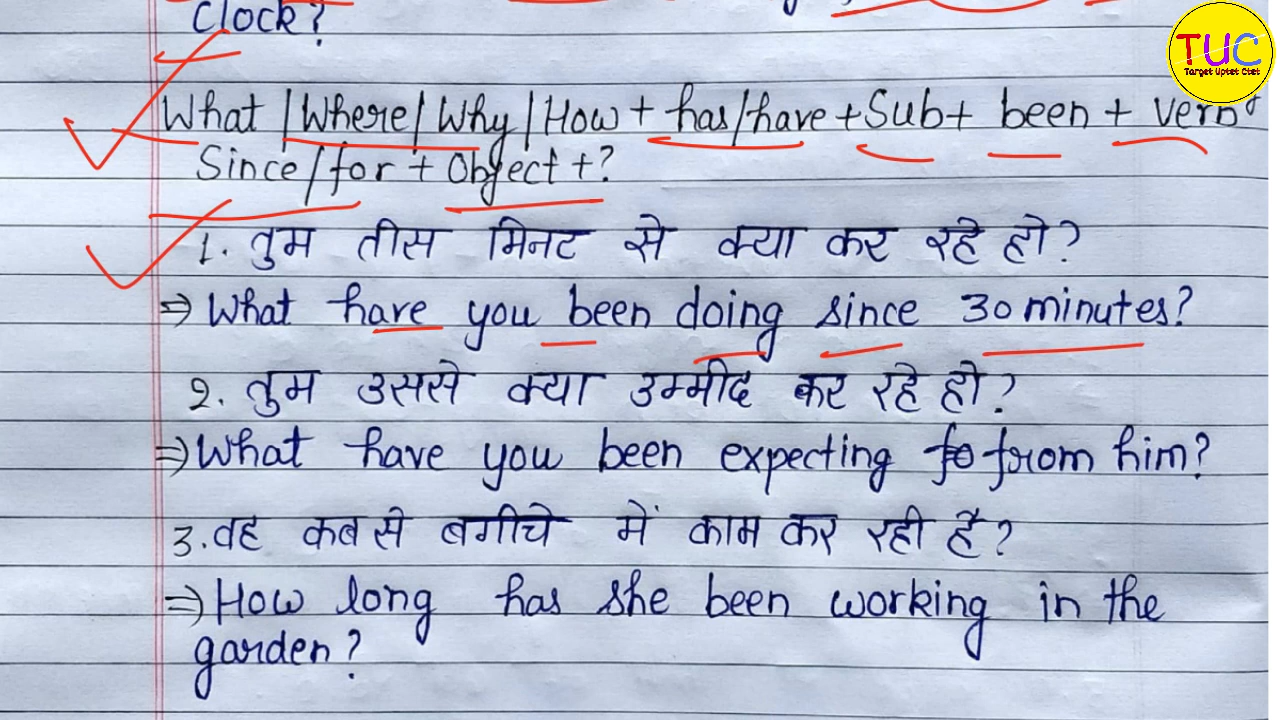 Clock?
TUC
Target Uptet Ctet
What / Where / Why / How + has/have + Sub + been +
Since / for + Object + ?
1. तुम तीस मिनट से क्या कर रहे हो?
⇒ What have you been doing since 30 minutes?
2. तुम उससे क्या उम्मीद कर रहे हो?
⇒ What have you been expecting from him?
3. वह कब से बगीचे में काम कर रही है?
⇒ How long has she been working in the
garden?